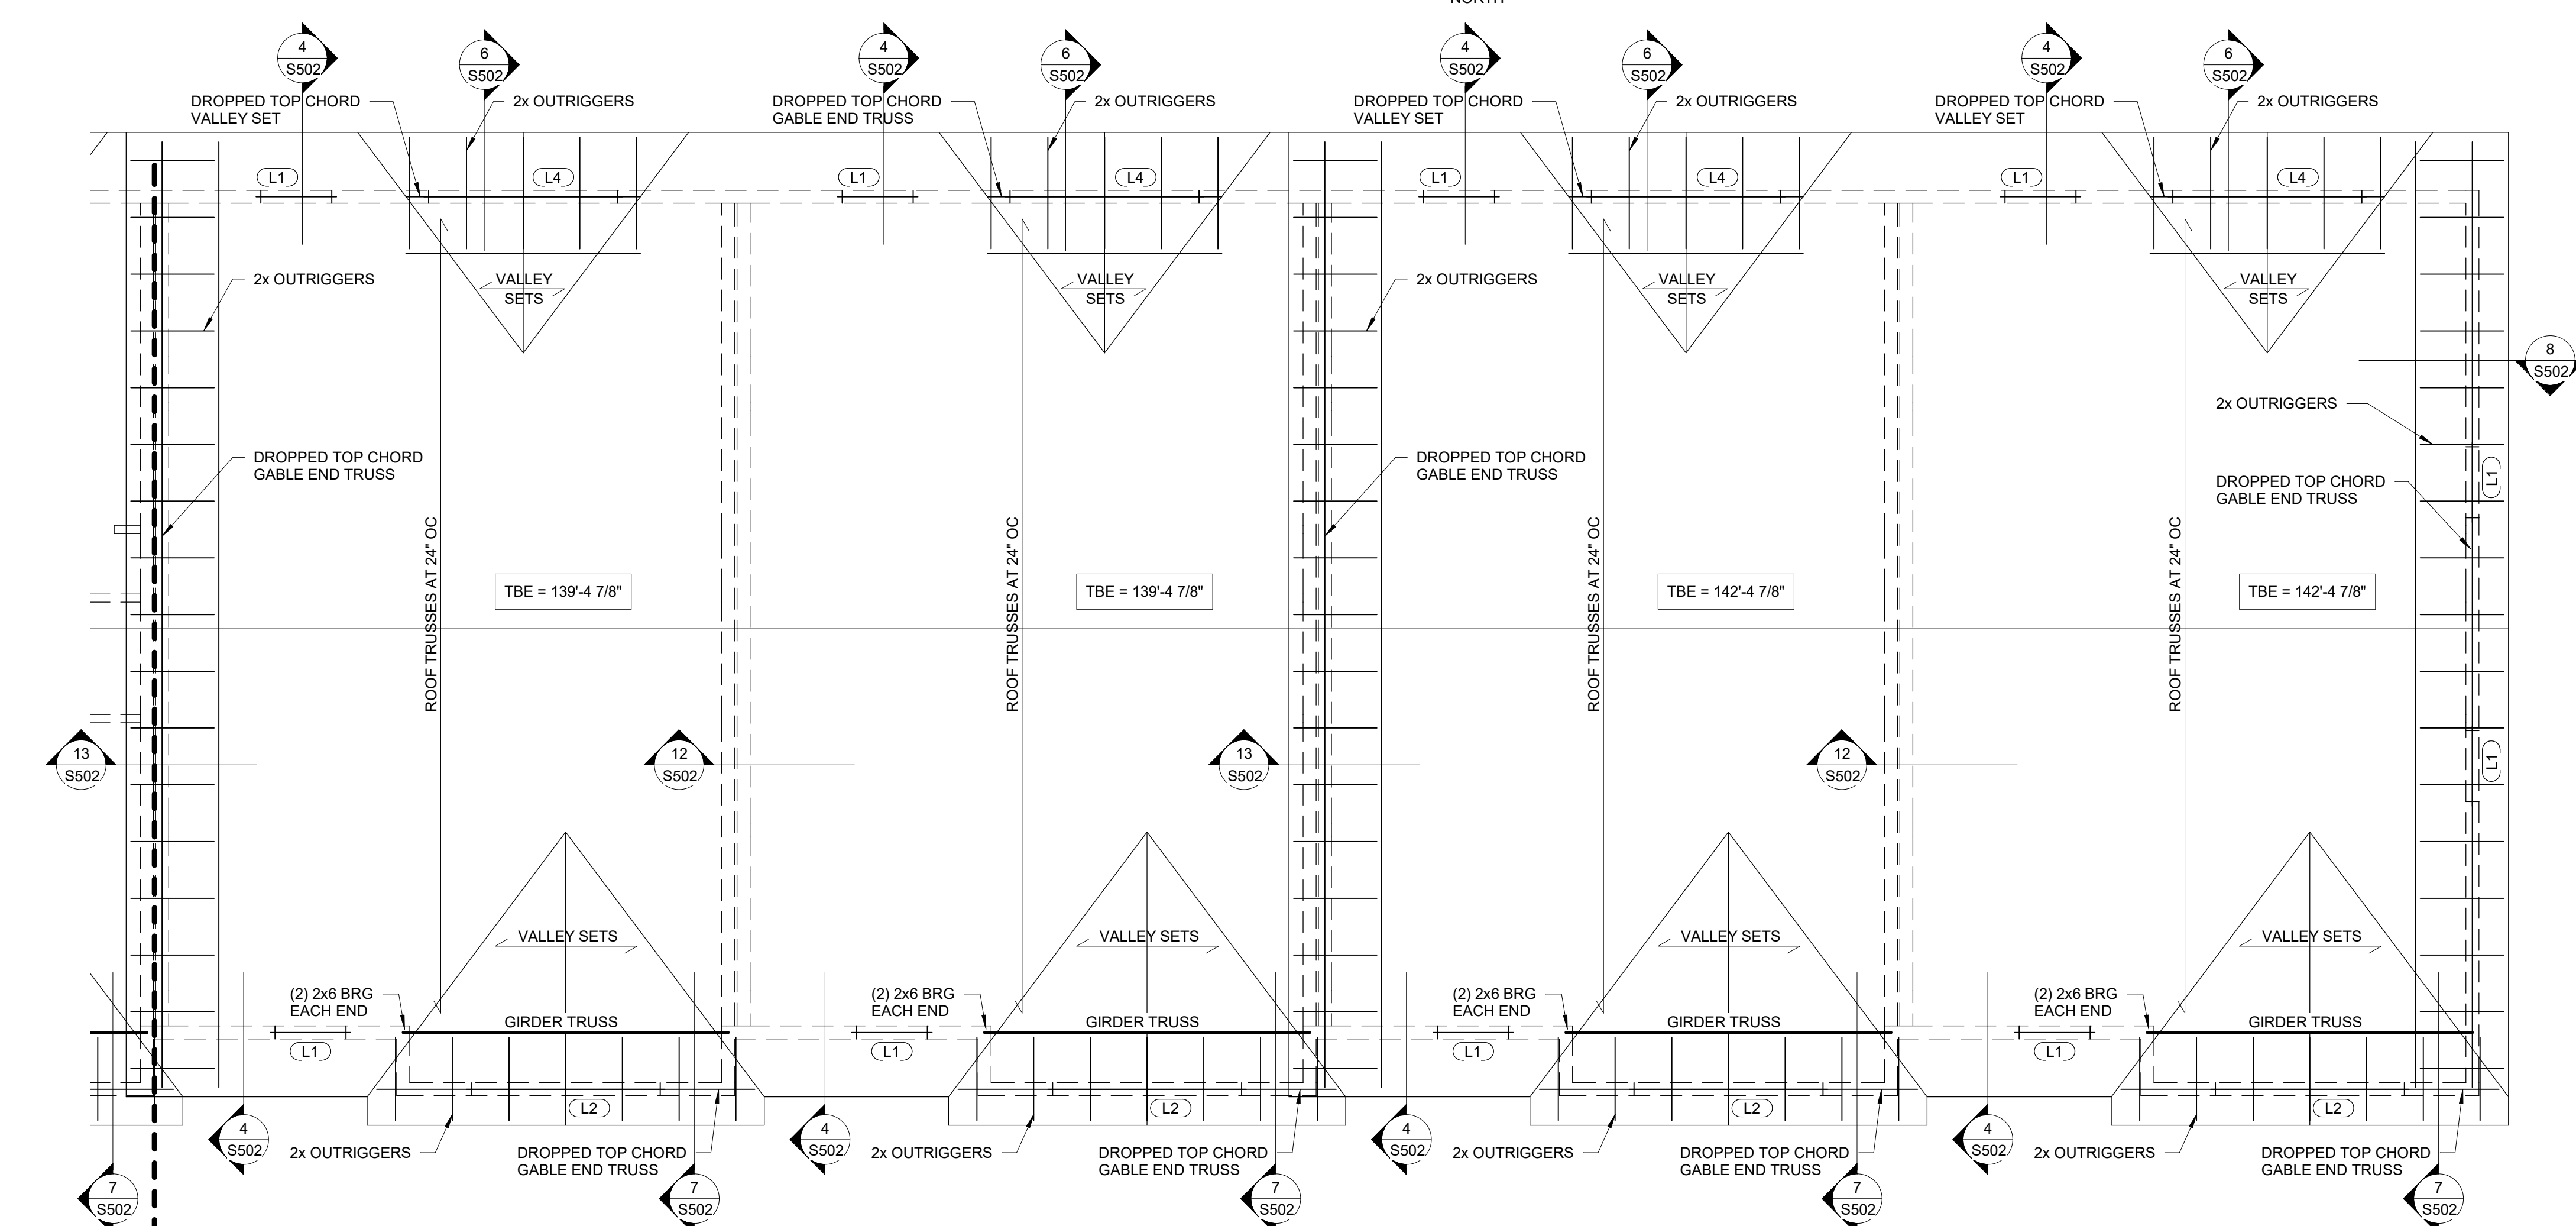 NORTH
4
S502
6
S502
4
S502
6
S502
4
S502
6
S502
4
S502
6
S502
DROPPED TOP CHORD
VALLEY SET
2x OUTRIGGERS
DROPPED TOP CHORD
GABLE END TRUSS
2x OUTRIGGERS
DROPPED TOP CHORD
VALLEY SET
2x OUTRIGGERS
DROPPED TOP CHORD
VALLEY SET
2x OUTRIGGERS
L1
L4
L1
L4
L1
L4
L1
L4
2x OUTRIGGERS
VALLEY
SETS
VALLEY
SETS
2x OUTRIGGERS
VALLEY
SETS
VALLEY
SETS
8
S502
2x OUTRIGGERS
DROPPED TOP CHORD
GABLE END TRUSS
DROPPED TOP CHORD
GABLE END TRUSS
DROPPED TOP CHORD
GABLE END TRUSS
L1
ROOF TRUSSES AT 24" OC
TBE = 139'-4 7/8"
ROOF TRUSSES AT 24" OC
TBE = 139'-4 7/8"
ROOF TRUSSES AT 24" OC
TBE = 142'-4 7/8"
ROOF TRUSSES AT 24" OC
TBE = 142'-4 7/8"
13
S502
12
S502
13
S502
12
S502
L1
VALLEY SETS
VALLEY SETS
VALLEY SETS
VALLEY SETS
(2) 2x6 BRG
EACH END
GIRDER TRUSS
(2) 2x6 BRG
EACH END
GIRDER TRUSS
(2) 2x6 BRG
EACH END
GIRDER TRUSS
(2) 2x6 BRG
EACH END
GIRDER TRUSS
L1
L1
L1
L1
L2
L2
L2
L2
4
S502
2x OUTRIGGERS
DROPPED TOP CHORD
GABLE END TRUSS
4
S502
2x OUTRIGGERS
DROPPED TOP CHORD
GABLE END TRUSS
4
S502
2x OUTRIGGERS
DROPPED TOP CHORD
GABLE END TRUSS
4
S502
2x OUTRIGGERS
DROPPED TOP CHORD
GABLE END TRUSS
7
S502
7
S502
7
S502
7
S502
7
S502